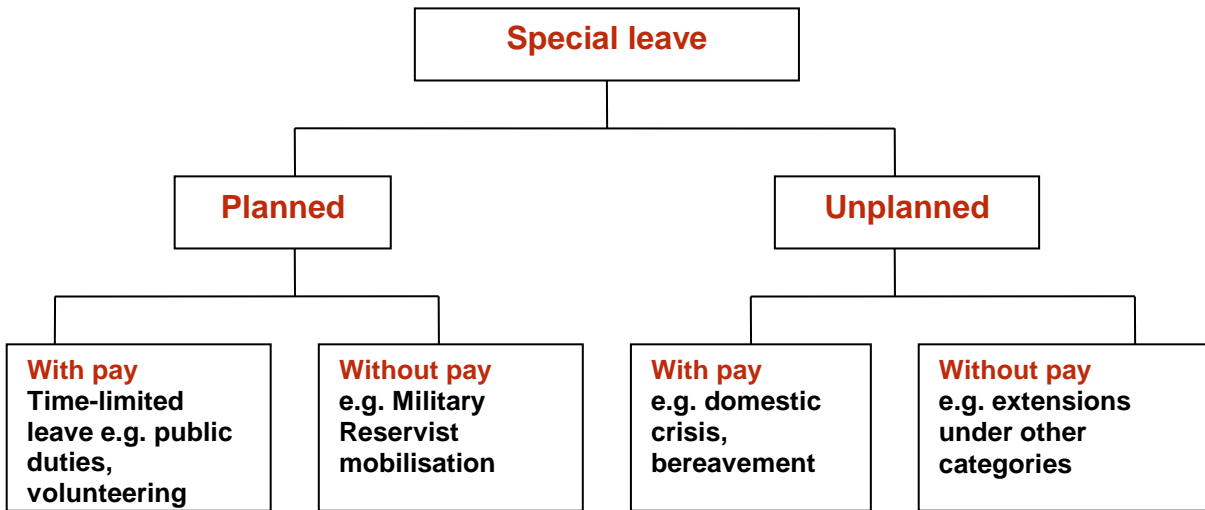 Special leave
Planned
Unplanned
With pay
Time-limited
leave e.g. public
duties,
volunteering
Without pay
e.g. Military
Reservist
mobilisation
With pay
e.g. domestic
crisis,
bereavement
Without pay
e.g. extensions
under other
categories